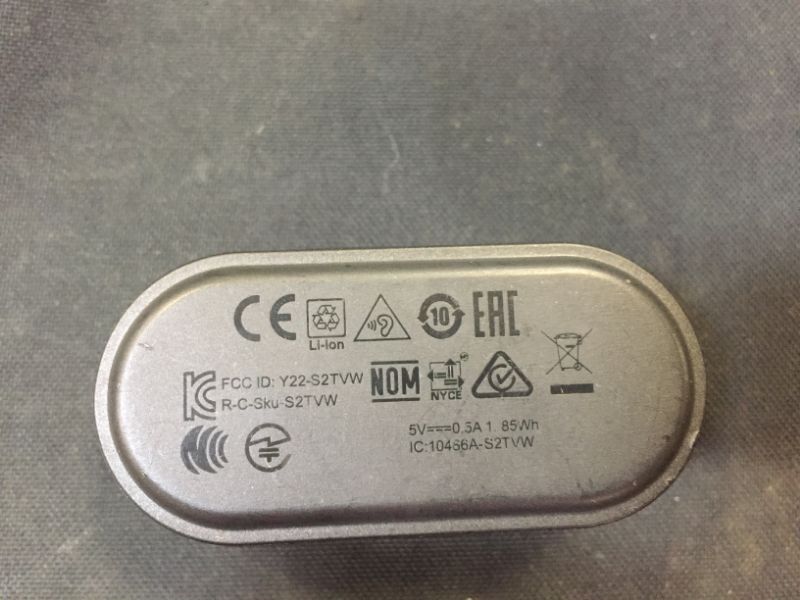 CE
Li-Ion
10
EAC
FCC ID: Y22-S2TVW
R-C-Sku-S2TVW
NOM
NYCE
5V⎓0.5A 1. 85Wh
IC:10466A-S2TVW